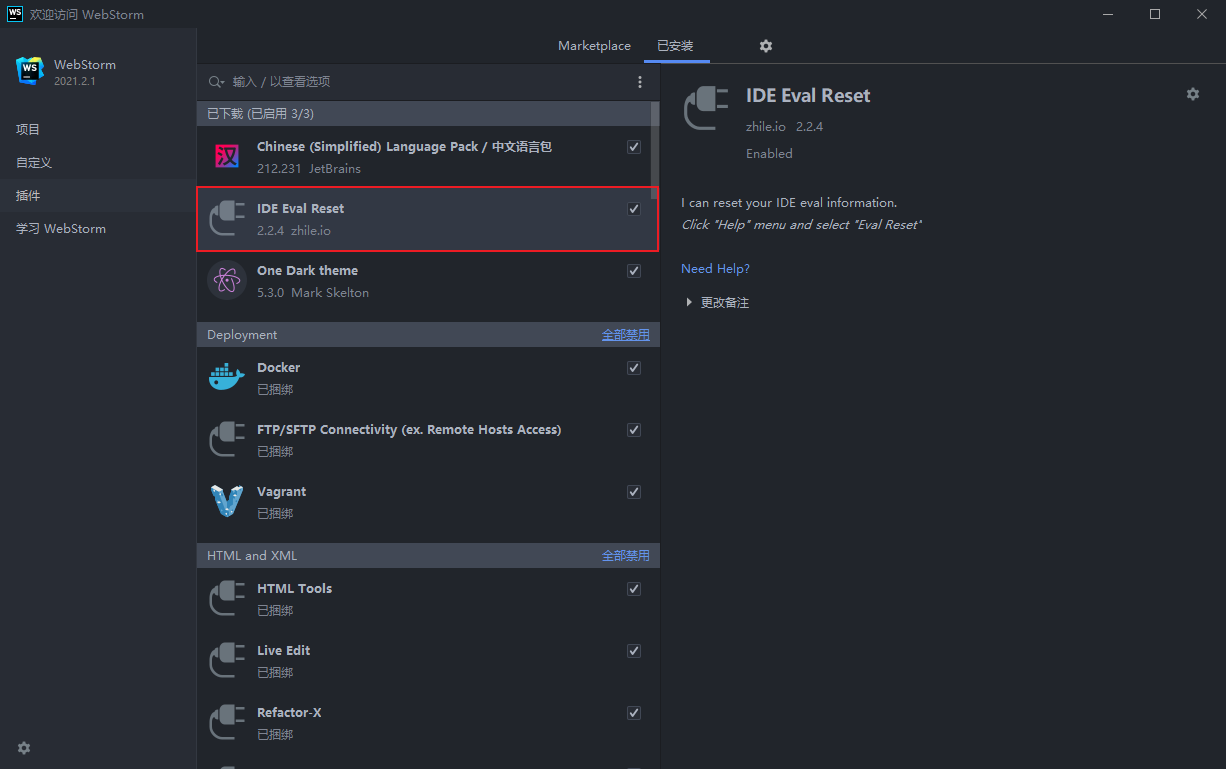 WS 欢迎访问 WebStorm
WS WebStorm
2021.2.1
项目
自定义
插件
学习 WebStorm
Marketplace 已安装
输入 / 以查看选项
已下载 (已启用 3/3)
汉 Chinese (Simplified) Language Pack / 中文语言包
212.231 JetBrains
IDE Eval Reset
2.2.4 zhile.io
One Dark theme
5.3.0 Mark Skelton
Deployment 全部禁用
Docker
已捆绑
FTP/SFTP Connectivity (ex. Remote Hosts Access)
已捆绑
Vagrant
已捆绑
HTML and XML 全部禁用
HTML Tools
已捆绑
Live Edit
已捆绑
Refactor-X
已捆绑
IDE Eval Reset
zhile.io 2.2.4
Enabled
I can reset your IDE eval information.
Click "Help" menu and select "Eval Reset"
Need Help?
更改备注